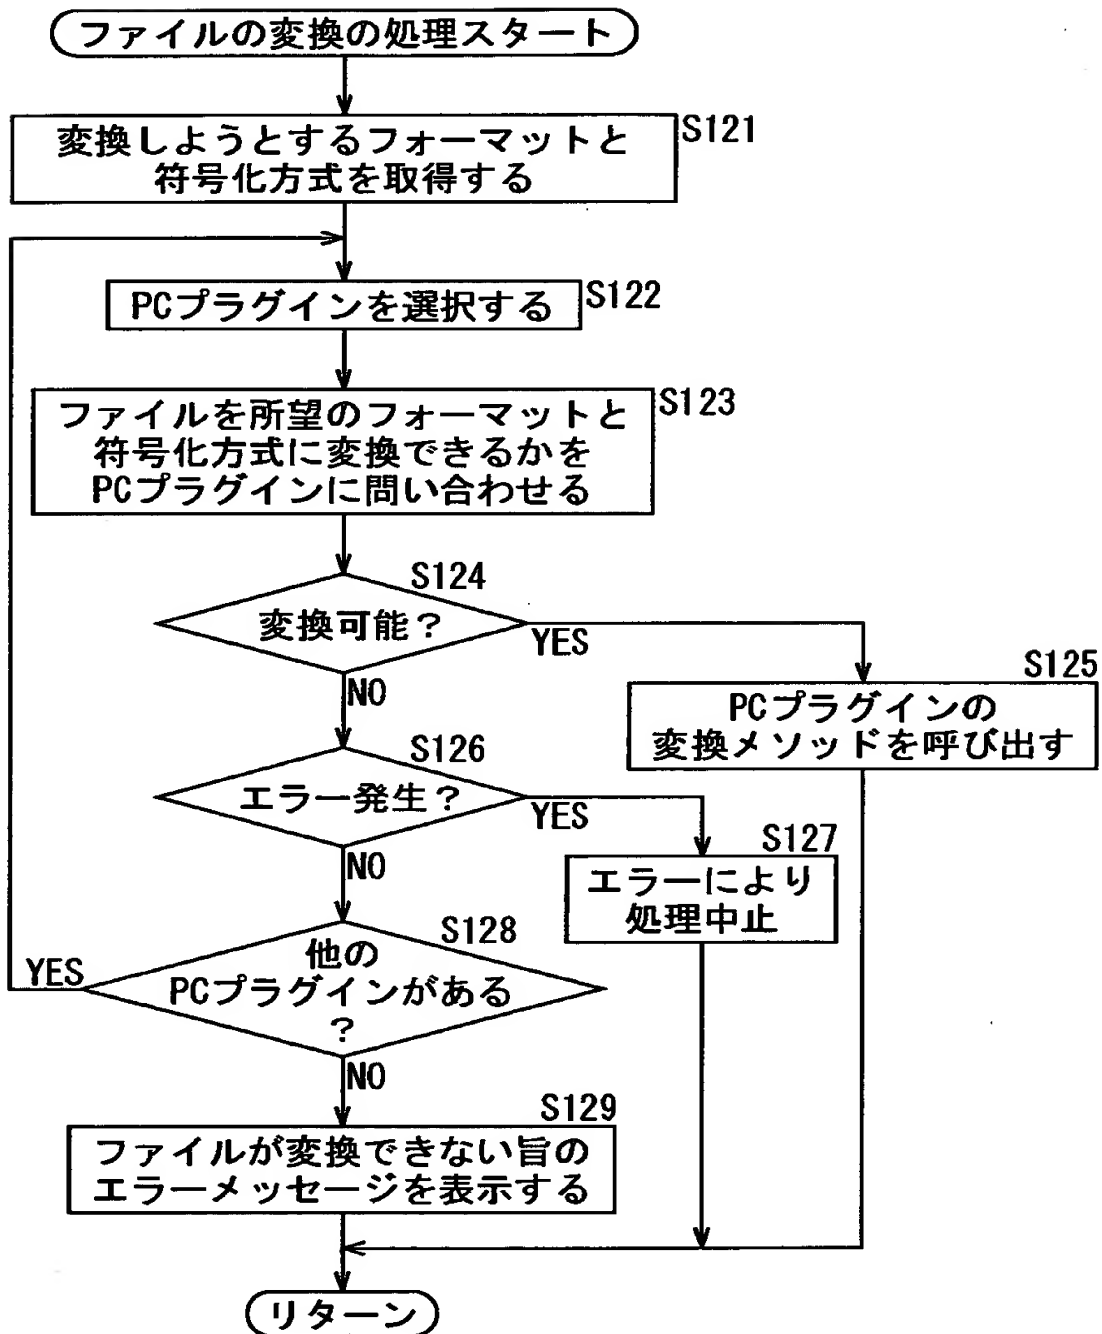 ファイルの変換の処理スタート
S121
変換しようとするフォーマットと
符号化方式を取得する
S122
PCプラグインを選択する
S123
ファイルを所望のフォーマットと
符号化方式に変換できるかを
PCプラグインに問い合わせる
S124
変換可能？
YES
NO
S125
PCプラグインの
変換メソッドを呼び出す
S126
エラー発生？
YES
NO
S127
エラーにより
処理中止
S128
他の
PCプラグインがある
？
YES
NO
S129
ファイルが変換できない旨の
エラーメッセージを表示する
リターン